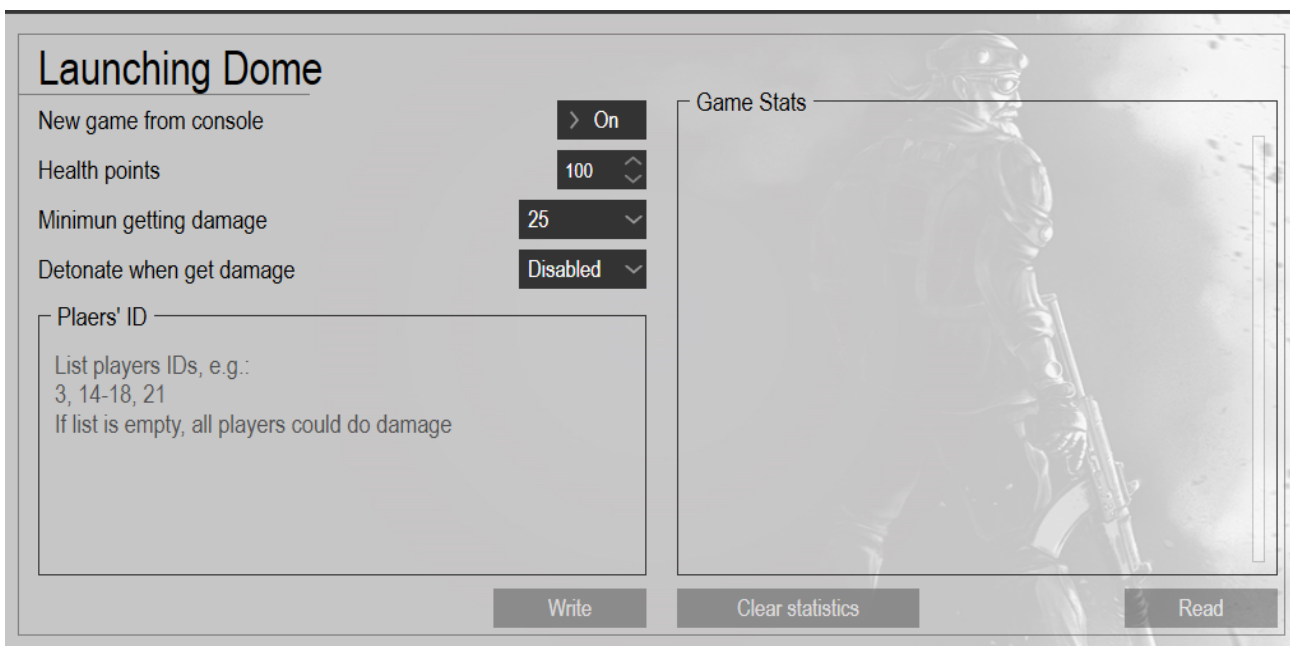 Launching Dome
New game from console
On
Health points
100
Minimun getting damage
25
Detonate when get damage
Disabled
Plaers' ID
List players IDs, e.g.:
3, 14-18, 21
If list is empty, all players could do damage
Write
Game Stats
Clear statistics
Read